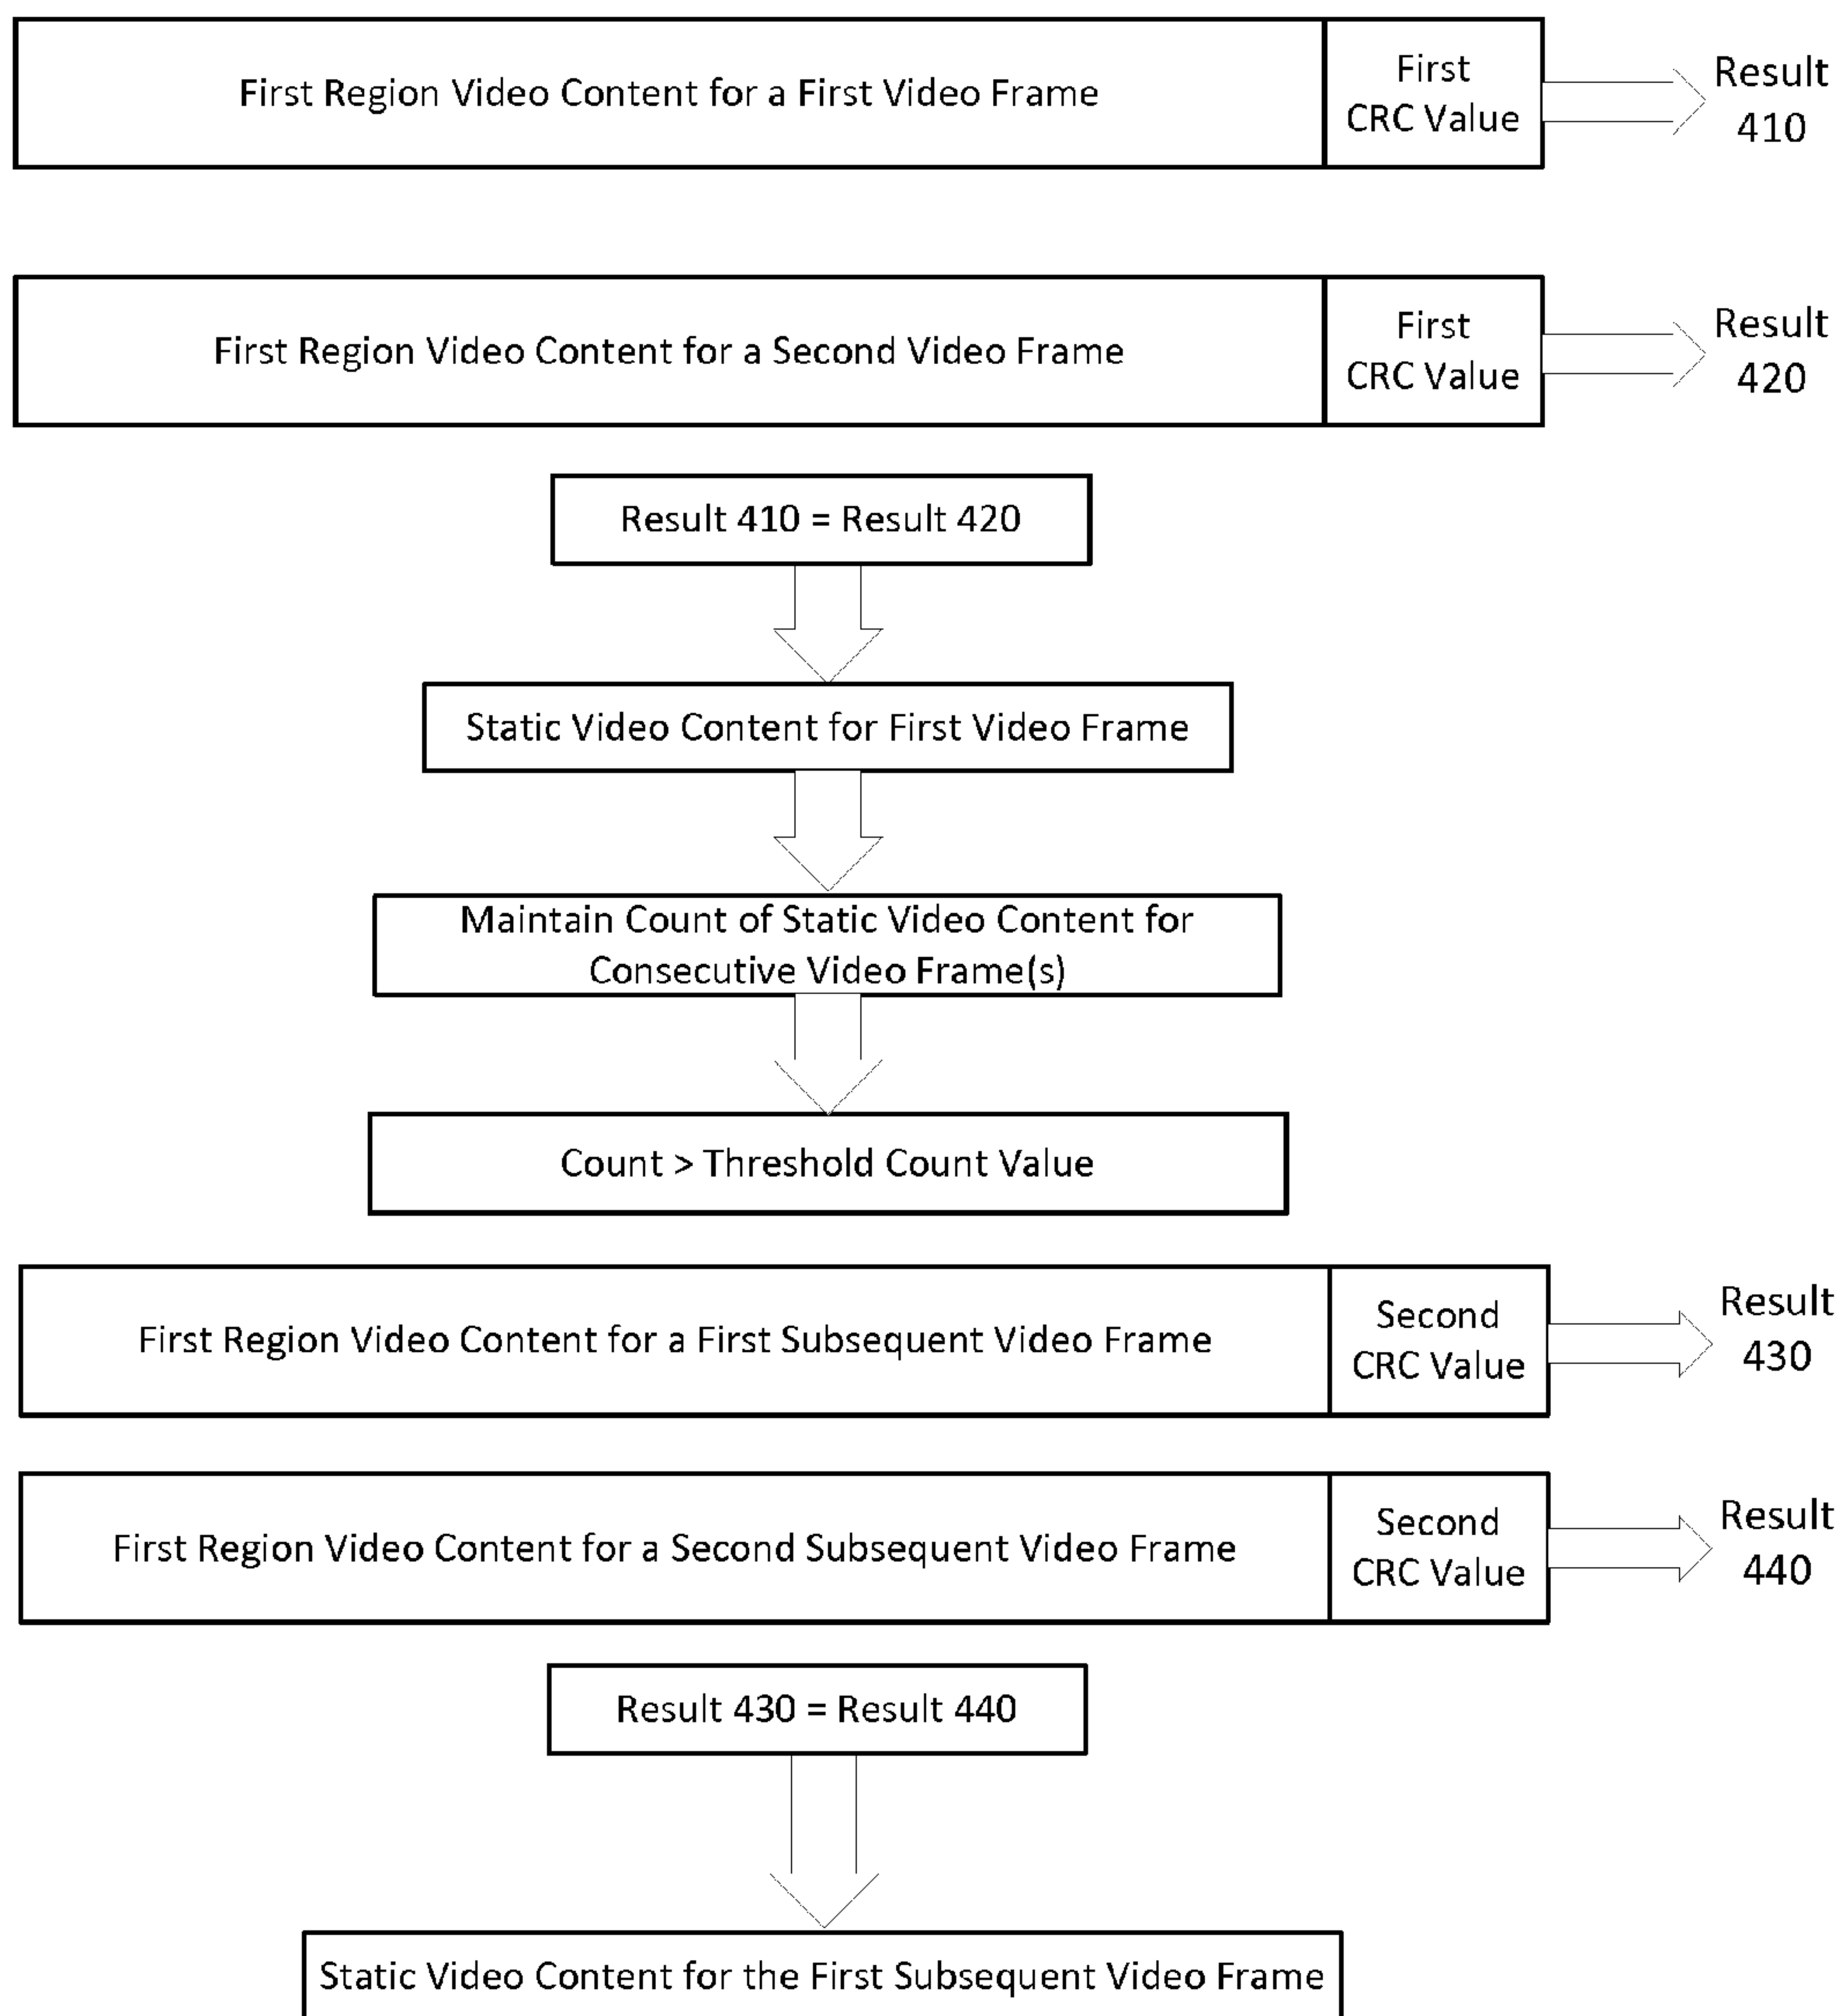 First Region Video Content for a First Video Frame
First
CRC Value
Result
410
First Region Video Content for a Second Video Frame
First
CRC Value
Result
420
Result 410 = Result 420
Static Video Content for First Video Frame
Maintain Count of Static Video Content for
Consecutive Video Frame(s)
Count > Threshold Count Value
First Region Video Content for a First Subsequent Video Frame
Second
CRC Value
Result
430
First Region Video Content for a Second Subsequent Video Frame
Second
CRC Value
Result
440
Result 430 = Result 440
Static Video Content for the First Subsequent Video Frame